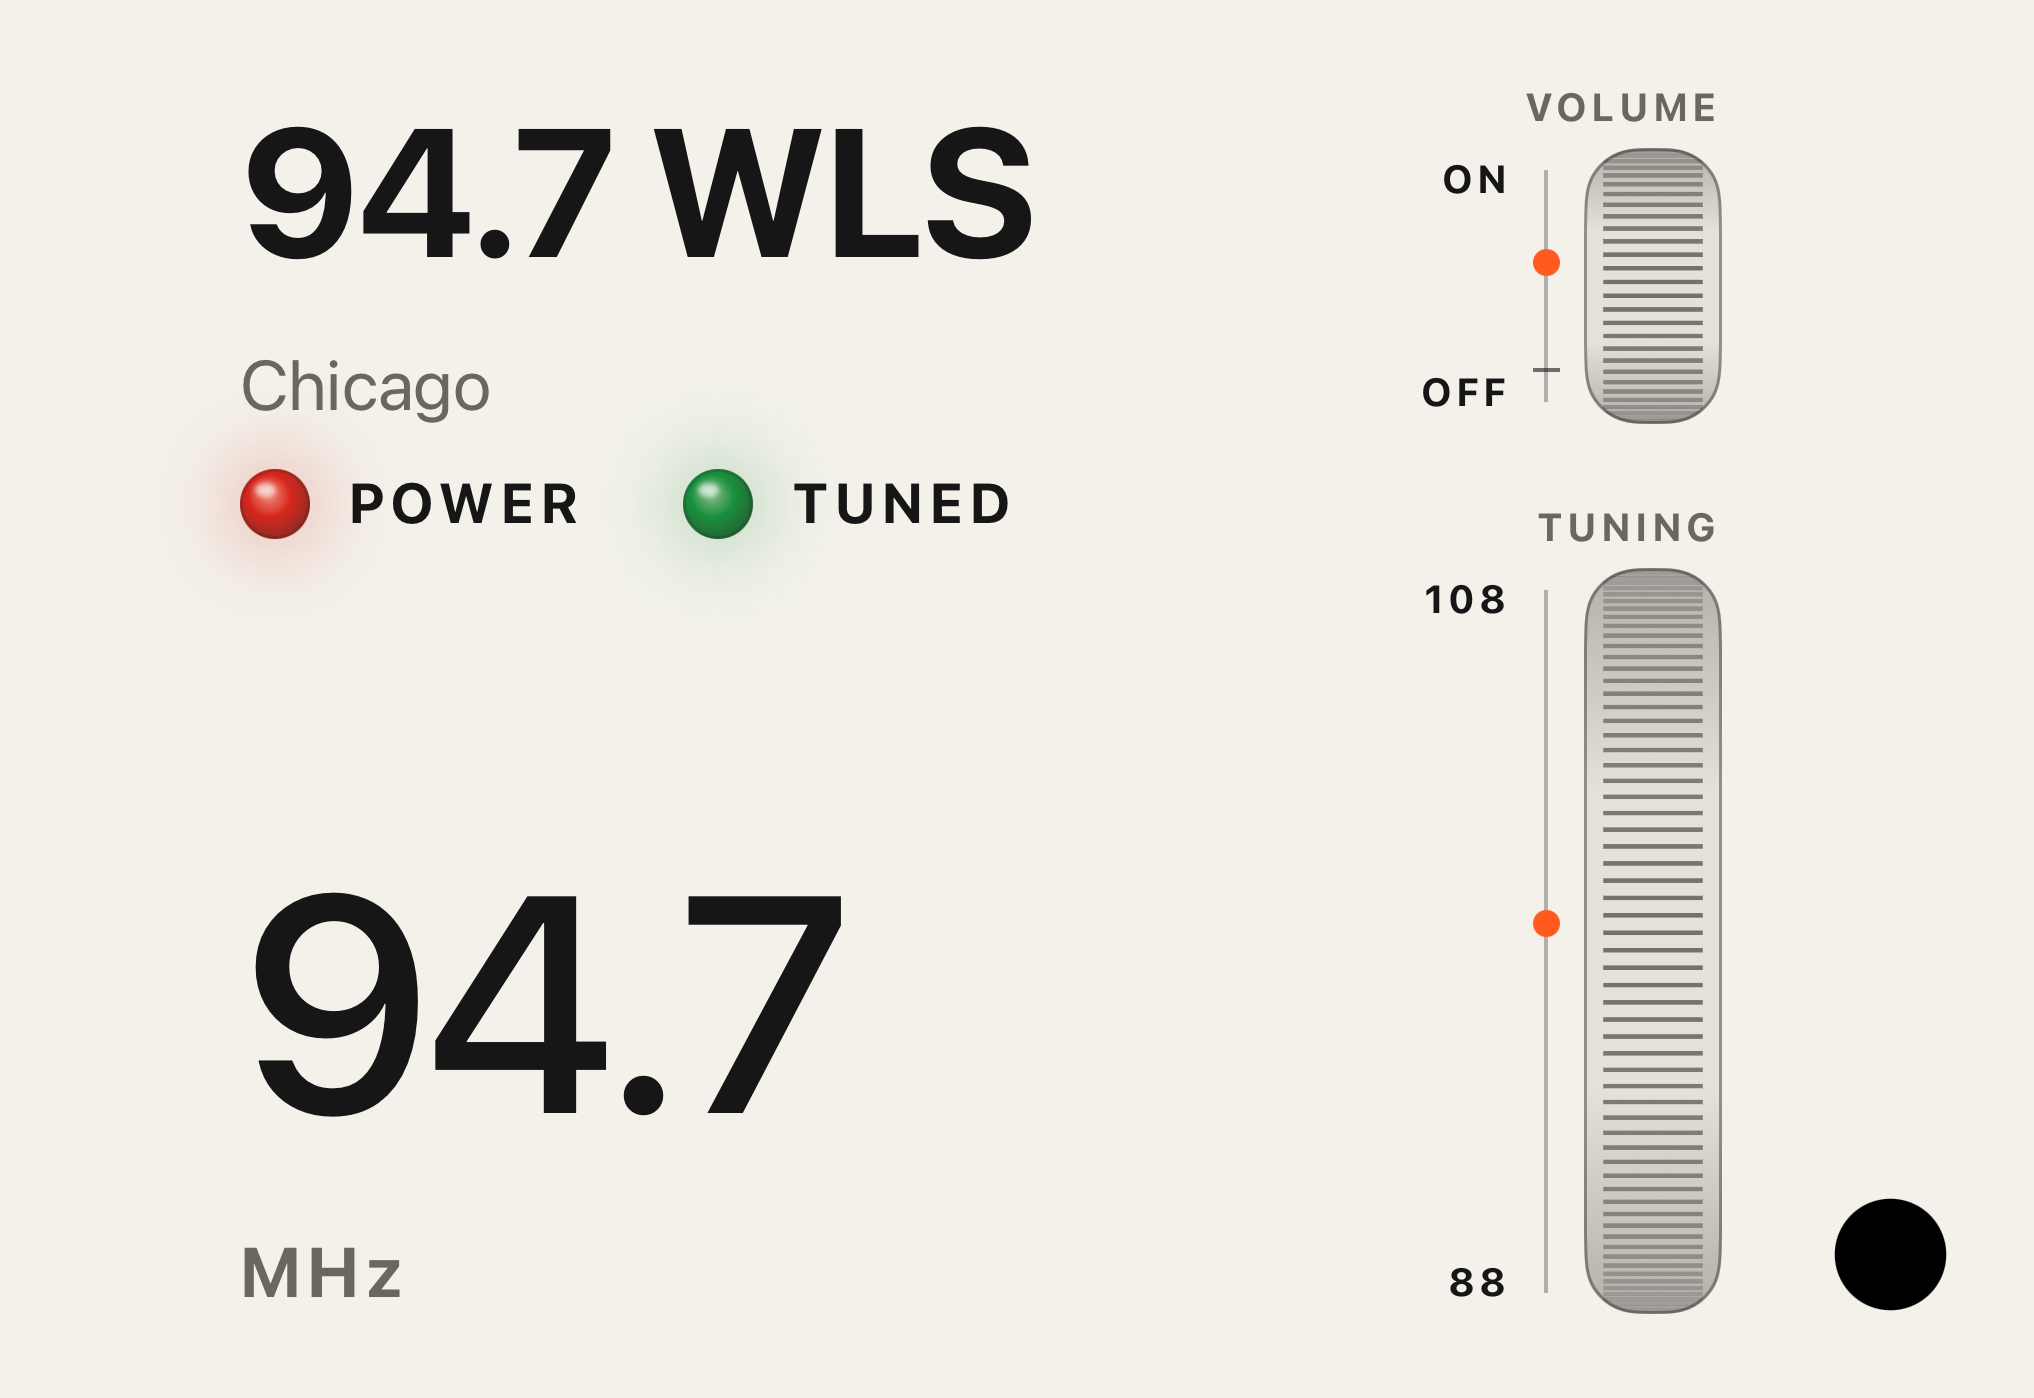 94.7 WLS
Chicago
POWER
TUNED
94.7
MHz
VOLUME
ON
OFF
TUNING
108
88